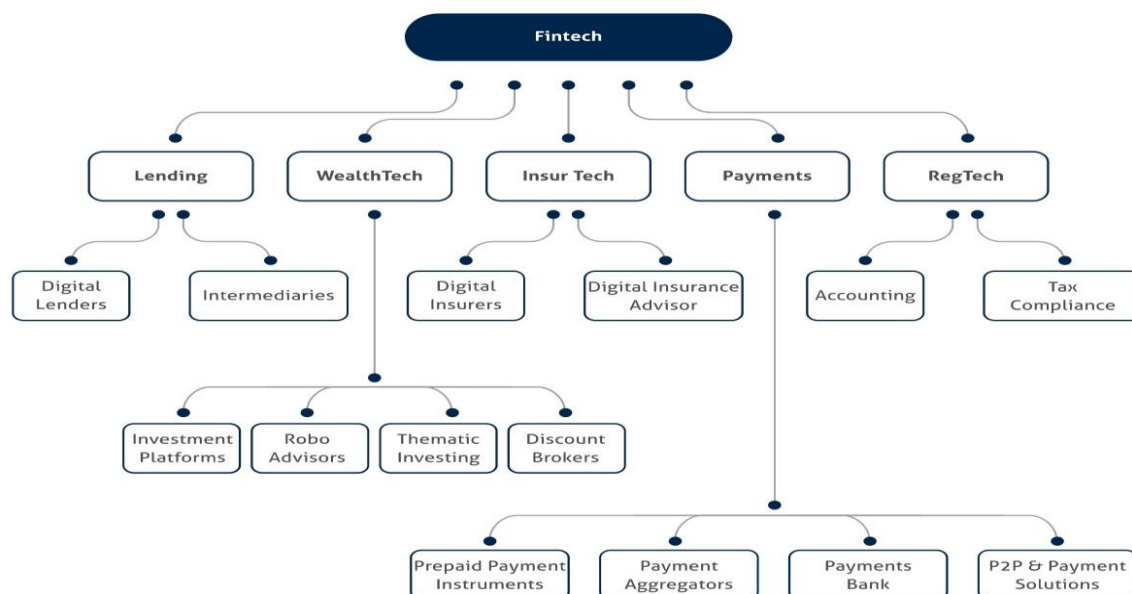 Fintech
Lending
WealthTech
Insur Tech
Payments
RegTech
Digital
Lenders
Intermediaries
Digital
Insurers
Digital Insurance
Advisor
Accounting
Tax
Compliance
Investment
Platforms
Robo
Advisors
Thematic
Investing
Discount
Brokers
Prepaid Payment
Instruments
Payment
Aggregators
Payments
Bank
P2P & Payment
Solutions